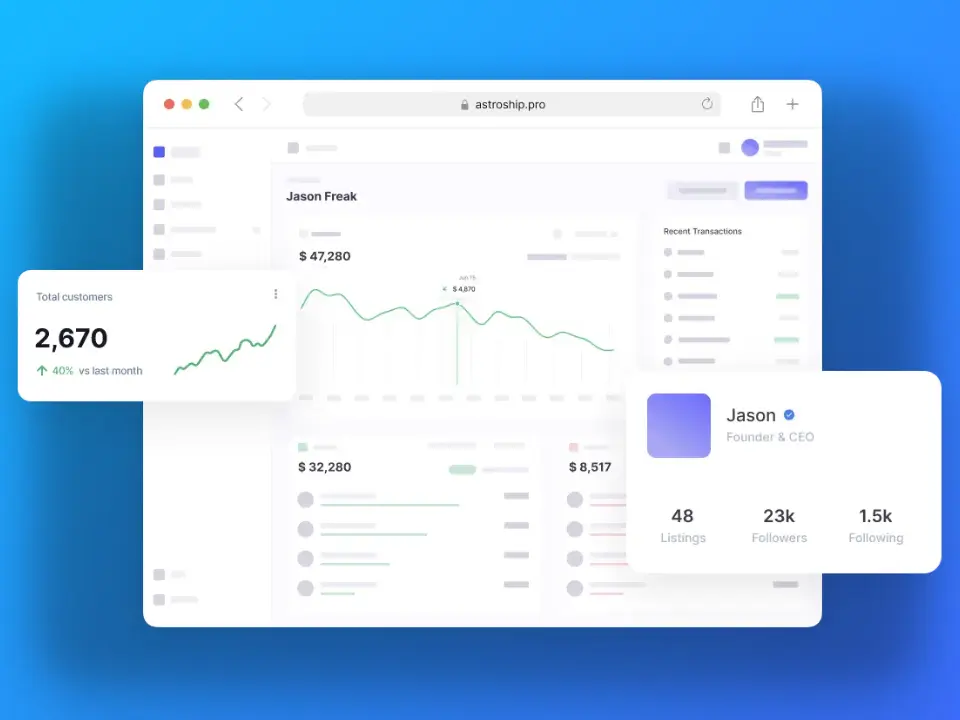 astroship.pro
Jason Freak
$ 47,280
Recent Transactions
Jun 15
< $ 4,870
Total customers
2,670
40% vs last month
$ 32,280
$ 8,517
Jason
Founder & CEO
48
Listings
23k
Followers
1.5k
Following